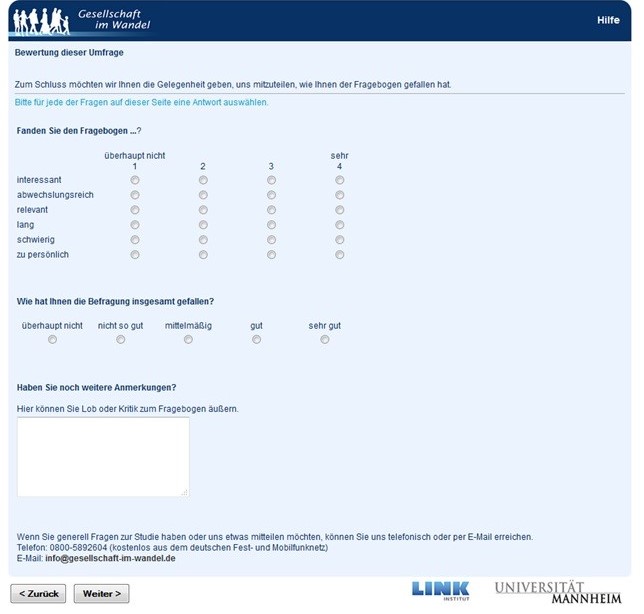 Gesellschaft
im Wandel
Hilfe
Bewertung dieser Umfrage
Zum Schluss möchten wir Ihnen die Gelegenheit geben, uns mitzuteilen, wie Ihnen der Fragebogen gefallen hat.
Bitte für jede der Fragen auf dieser Seite eine Antwort auswählen.
Fanden Sie den Fragebogen ...?
überhaupt nicht sehr
1 2 3 4
interessant
abwechslungsreich
relevant
lang
schwierig
zu persönlich
Wie hat Ihnen die Befragung insgesamt gefallen?
überhaupt nicht nicht so gut mittelmäßig gut sehr gut
Haben Sie noch weitere Anmerkungen?
Hier können Sie Lob oder Kritik zum Fragebogen äußern.
Wenn Sie generell Fragen zur Studie haben oder uns etwas mitteilen möchten, können Sie uns telefonisch oder per E-Mail erreichen.
Telefon: 0800-5892604 (kostenlos aus dem deutschen Fest- und Mobilfunknetz)
E-Mail: info@gesellschaft-im-wandel.de
< Zurück Weiter >
LINK
INSTITUT
UNIVERSITÄT
MANNHEIM